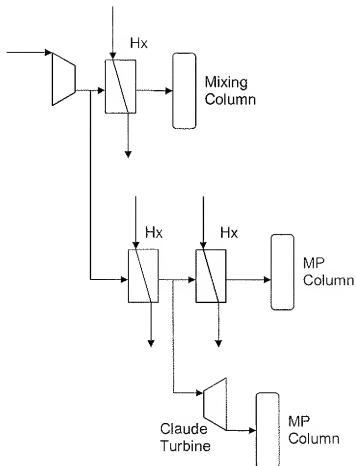 Hx
Mixing
Column
Hx
Hx
MP
Column
Claude
Turbine
MP
Column